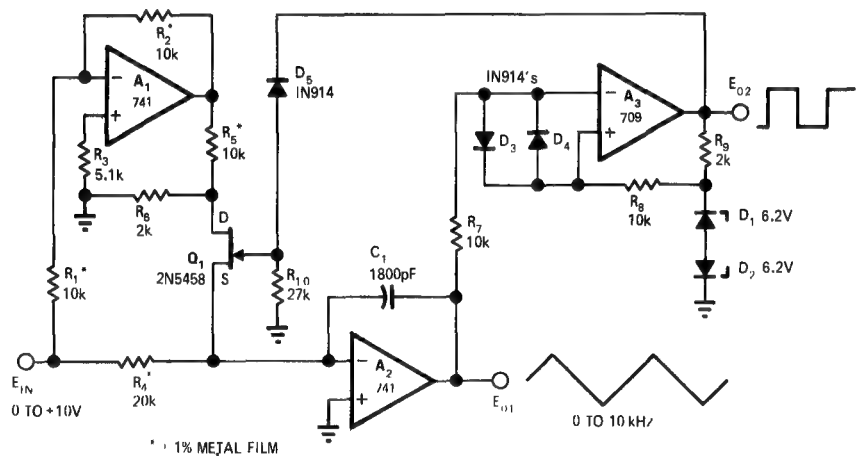 R2*
10k
A1
741
R3
5.1k
R5*
10k
R6
2k
R1*
10k
D5
IN914
Q1
2N5458
D
S
R10
27k
C1
1800pF
R7
10k
IN914's
D3
D4
A3
709
R8
10k
R9
2k
E02
D1 6.2V
D2 6.2V
EIN
0 TO +10V
R4*
20k
A2
741
E01
0 TO 10 kHz
1% METAL FILM